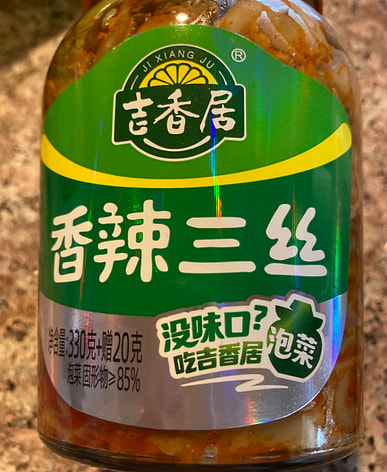 JI XIANG JU
®
吉香居
香辣三丝
没味口?
吃吉香居
泡菜
净含量:330克+赠20克
泡菜固形物≥85%